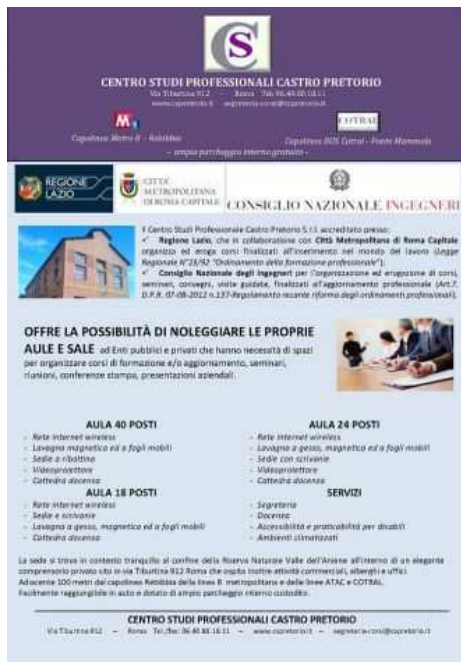 CS
CENTRO STUDI PROFESSIONALI CASTRO PRETORIO
Via Tiburtina 912 - Roma Tel. 06.40.80.18.11
www.cspretorio.it - segreteria-corsi@cspretorio.it
M
COTRAL
Capolinea Metro B - Rebibbia
Capolinea BUS Cotral - Ponte Mammolo
- ampio parcheggio interno gratuito -
REGIONE LAZIO
CITTÀ METROPOLITANA DI ROMA CAPITALE
CONSIGLIO NAZIONALE INGEGNERI
Il Centro Studi Professionale Castro Pretorio S.r.l. accreditato presso:
✓ Regione Lazio, che in collaborazione con Città Metropolitana di Roma Capitale
organizza ed eroga corsi finalizzati all'inserimento nel mondo del lavoro (Legge
Regionale N°23/92 "Ordinamento della formazione professionale");
✓ Consiglio Nazionale degli Ingegneri per l'organizzazione ed erogazione di corsi,
seminari, convegni, visite guidate, finalizzati all'aggiornamento professionale (Art.7.
D.P.R. 07-08-2012 n.137-Regolamento recante riforma degli ordinamenti professionali).
OFFRE LA POSSIBILITÀ DI NOLEGGIARE LE PROPRIE
AULE E SALE ad Enti pubblici e privati che hanno necessità di spazi
per organizzare corsi di formazione e/o aggiornamento, seminari,
riunioni, conferenze stampa, presentazioni aziendali.
AULA 40 POSTI
- Rete internet wireless
- Lavagna magnetica ed a fogli mobili
- Sedie a ribaltina
- Videoproiettore
- Cattedra docenza
AULA 24 POSTI
- Rete internet wireless
- Lavagna a gesso, magnetica ed a fogli mobili
- Sedie con scrivanie
- Videoproiettore
- Cattedra docenza
AULA 18 POSTI
- Rete internet wireless
- Sedie e scrivanie
- Lavagna a gesso, magnetica ed a fogli mobili
- Cattedra docenza
SERVIZI
- Segreteria
- Docenza
- Accessibilità e praticabilità per disabili
- Ambienti climatizzati
La sede si trova in contesto tranquillo al confine della Riserva Naturale Valle dell'Aniene all'interno di un elegante
comprensorio privato sito in via Tiburtina 912 Roma che ospita inoltre attività commerciali, alberghi e uffici.
Adiacente 100 metri dal capolinea Rebibbia della linea B metropolitana e delle linee ATAC e COTRAL.
Facilmente raggiungibile in auto e dotato di ampio parcheggio interno custodito.
CENTRO STUDI PROFESSIONALI CASTRO PRETORIO
Via Tiburtina 912 - Roma Tel./fax: 06.40.80.18.11 - www.cspretorio.it - segreteria-corsi@cspretorio.it